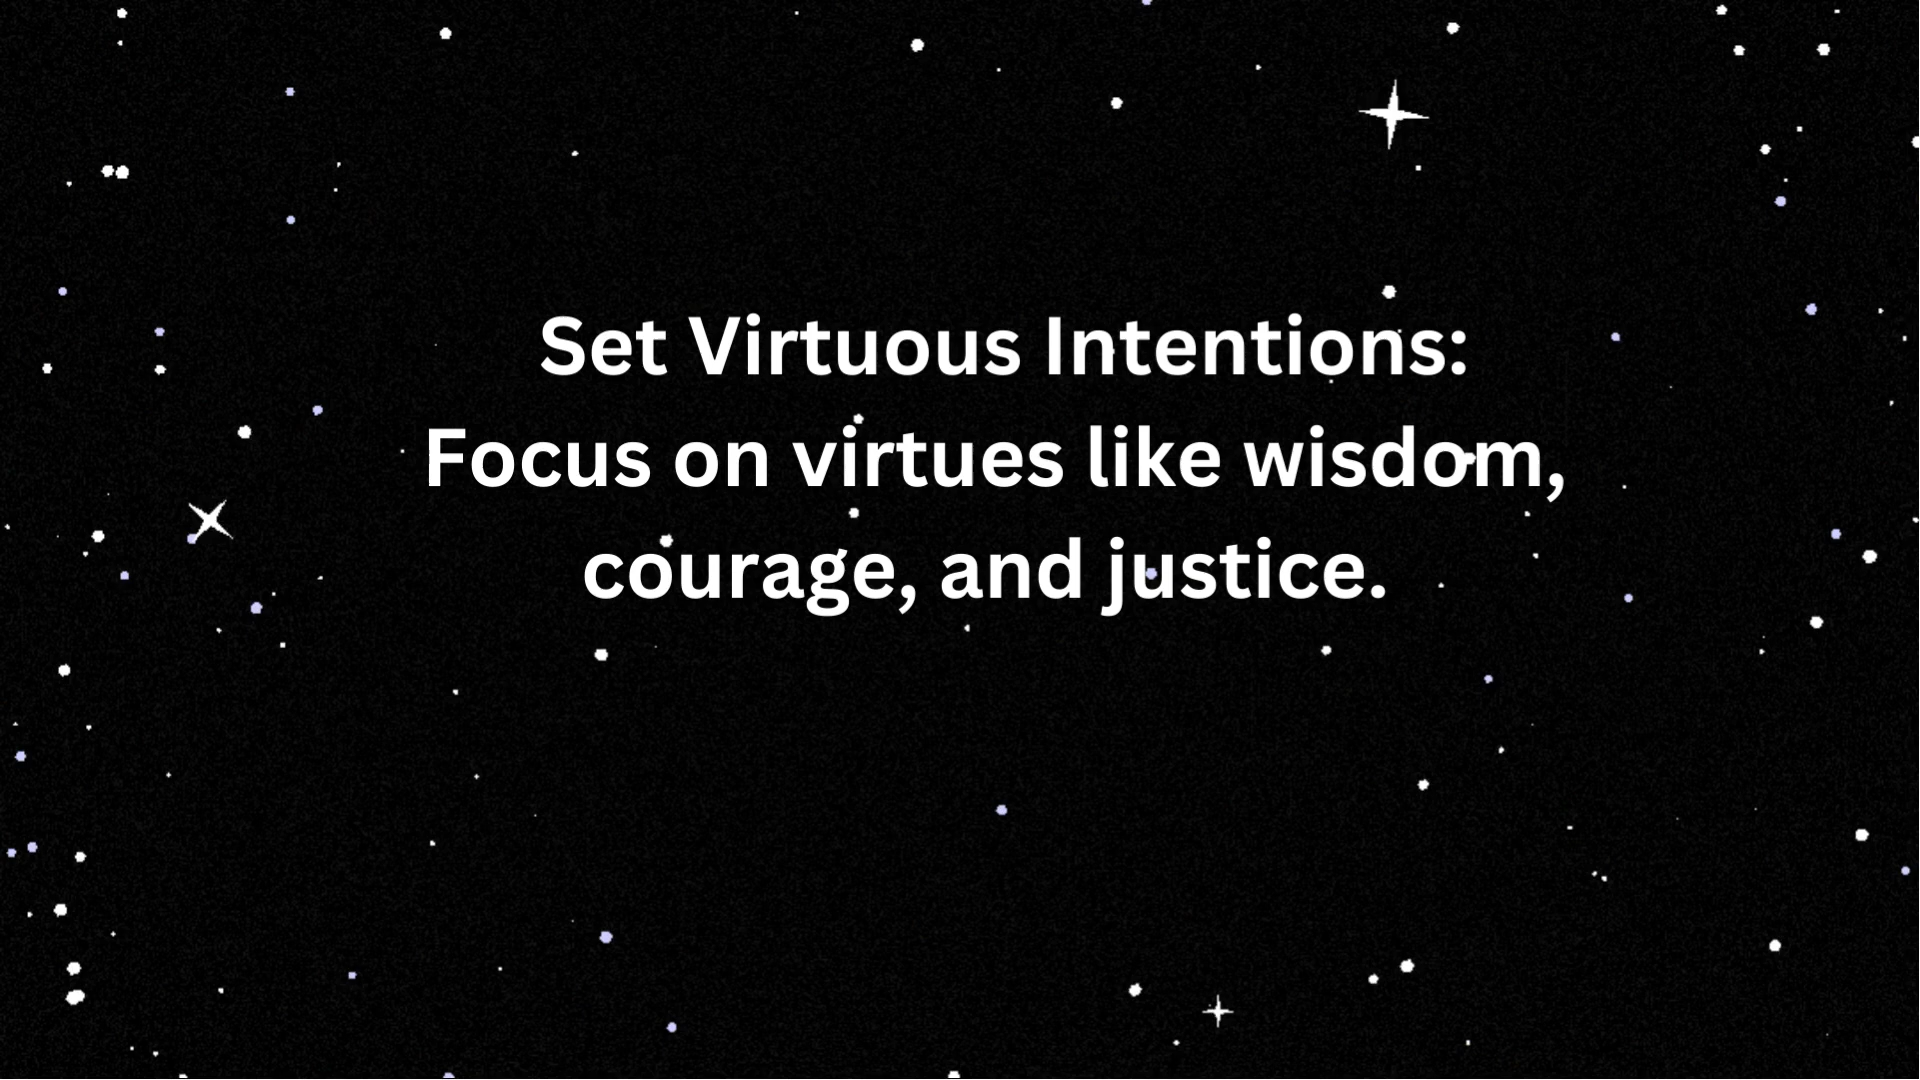 Set Virtuous Intentions:
Focus on virtues like wisdom,
courage, and justice.